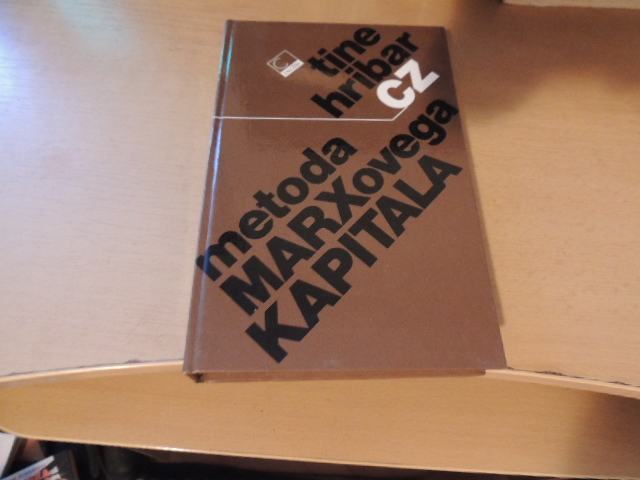 tine
hribar
CZ
metoda
MARXovega
KAPITALA